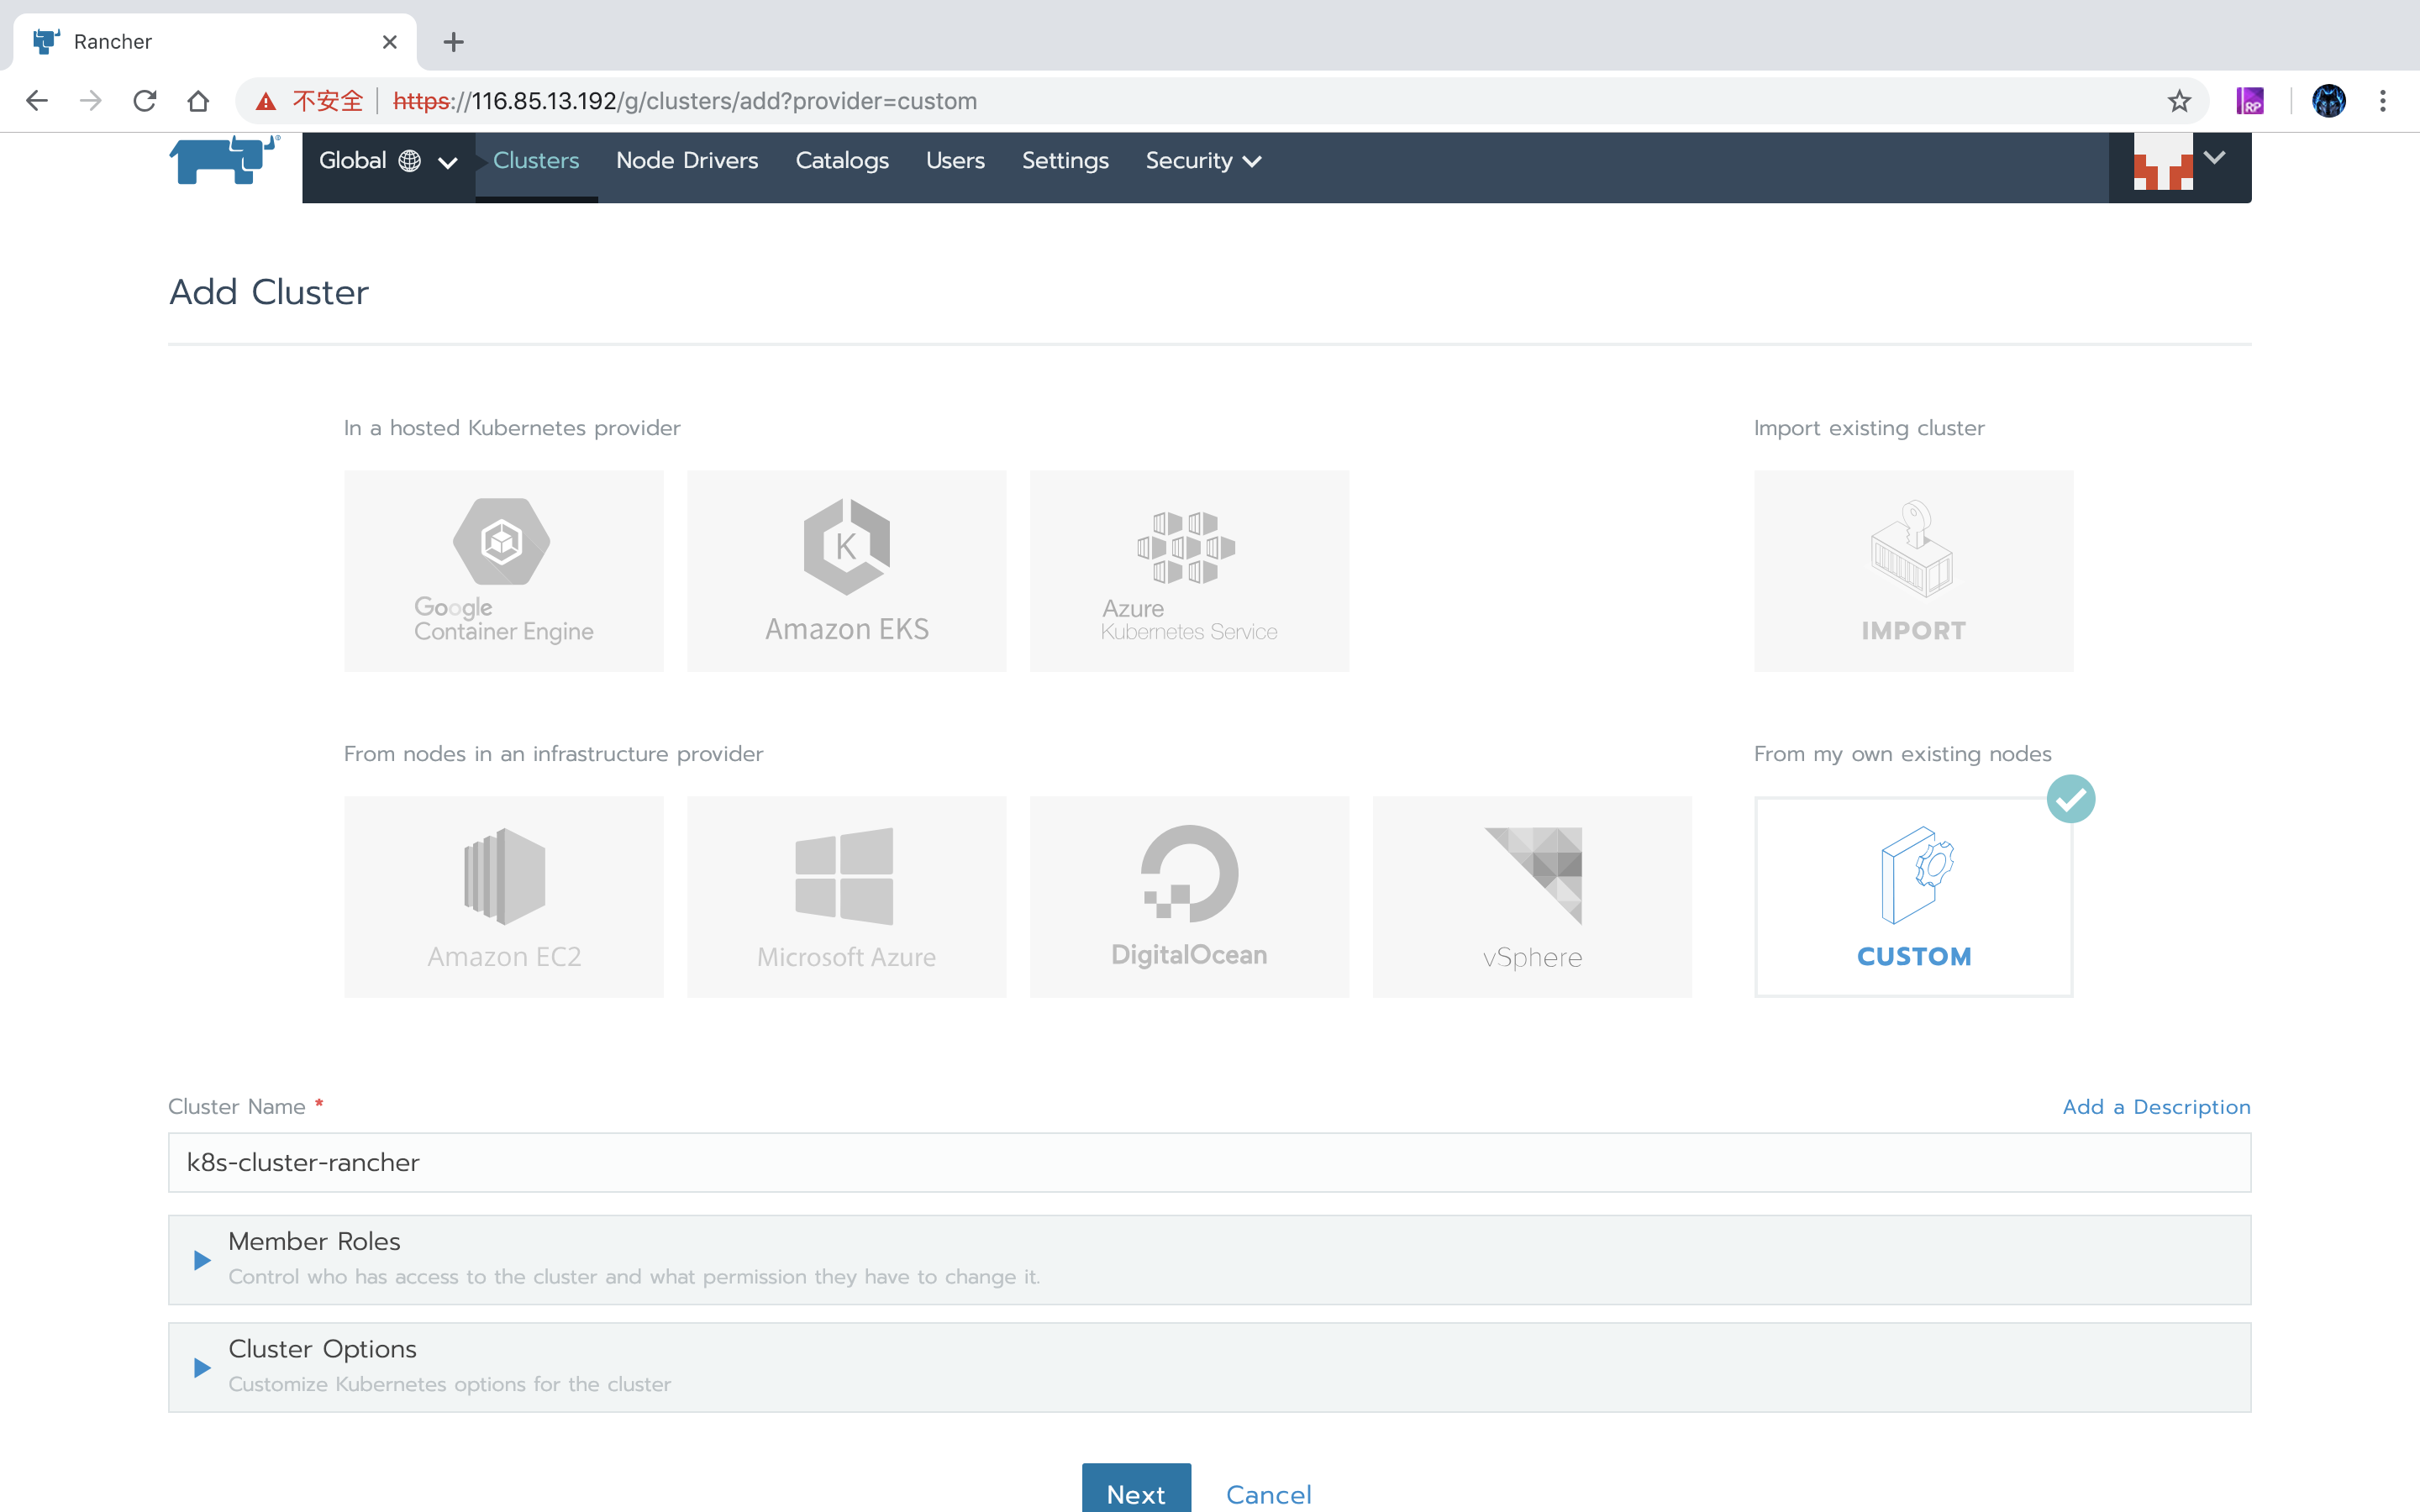 Rancher
不安全 https://116.85.13.192/g/clusters/add?provider=custom
RP
Global Clusters Node Drivers Catalogs Users Settings Security
Add Cluster
In a hosted Kubernetes provider
Import existing cluster
Google
Container Engine
K
Amazon EKS
Azure
Kubernetes Service
IMPORT
From nodes in an infrastructure provider
From my own existing nodes
Amazon EC2
Microsoft Azure
DigitalOcean
vSphere
CUSTOM
Cluster Name *
Add a Description
k8s-cluster-rancher
Member Roles
Control who has access to the cluster and what permission they have to change it.
Cluster Options
Customize Kubernetes options for the cluster
Next Cancel